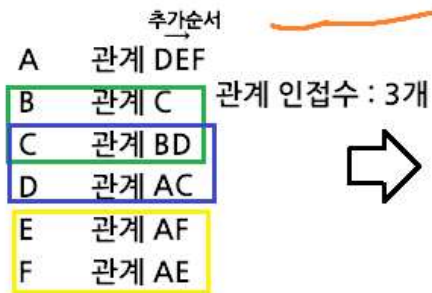 추가순서
A 관계 DEF
B 관계 C
관계 인접수 : 3개
C 관계 BD
D 관계 AC
E 관계 AF
F 관계 AE